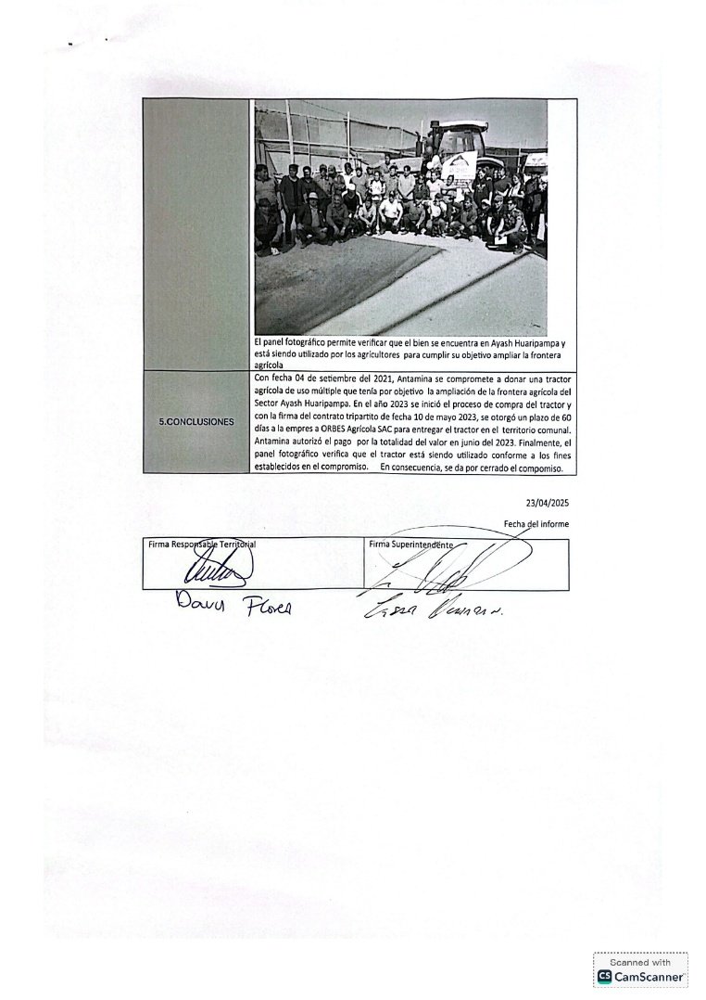 El panel fotográfico permite verificar que el bien se encuentra en Ayash Huaripampa y
está siendo utilizado por los agricultores para cumplir su objetivo ampliar la frontera
agrícola
5.CONCLUSIONES
Con fecha 04 de setiembre del 2021, Antamina se compromete a donar una tractor
agrícola de uso múltiple que tenía por objetivo la ampliación de la frontera agrícola del
Sector Ayash Huaripampa. En el año 2023 se inició el proceso de compra del tractor y
con la firma del contrato tripartito de fecha 10 de mayo 2023, se otorgó un plazo de 60
días a la empres a ORBES Agrícola SAC para entregar el tractor en el territorio comunal.
Antamina autorizó el pago por la totalidad del valor en junio del 2023. Finalmente, el
panel fotográfico verifica que el tractor está siendo utilizado conforme a los fines
establecidos en el compromiso. En consecuencia, se da por cerrado el compomiso.
23/04/2025
Fecha del informe
Firma Responsable Territorial
Firma Superintendente
Flores
Scanned with
CS CamScanner